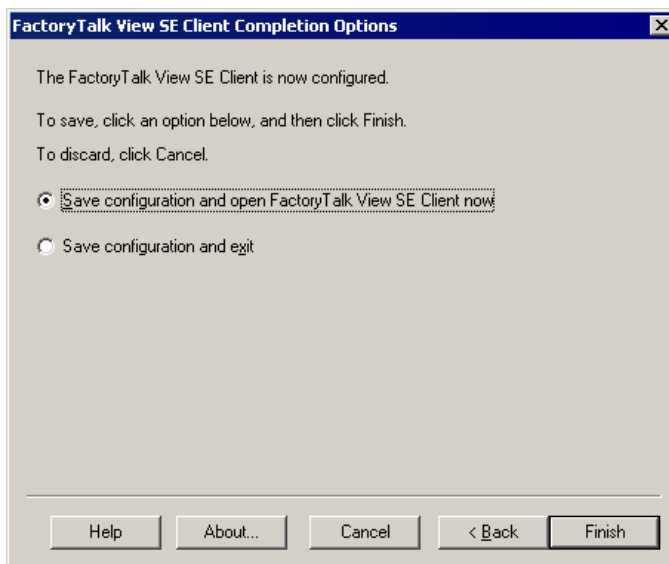 FactoryTalk View SE Client Completion Options
The FactoryTalk View SE Client is now configured.
To save, click an option below, and then click Finish.
To discard, click Cancel.
Save configuration and open FactoryTalk View SE Client now
Save configuration and exit
Help About... Cancel < Back Finish